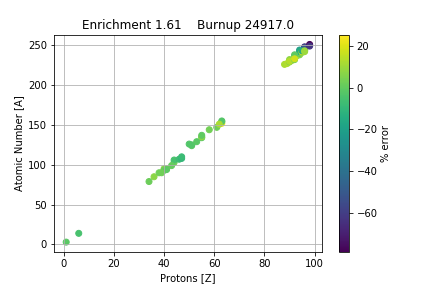 Enrichment 1.61 Burnup 24917.0
250
200
150
100
50
0
Atomic Number [A]
0 20 40 60 80 100
Protons [Z]
20
0
−20
−40
−60
% error